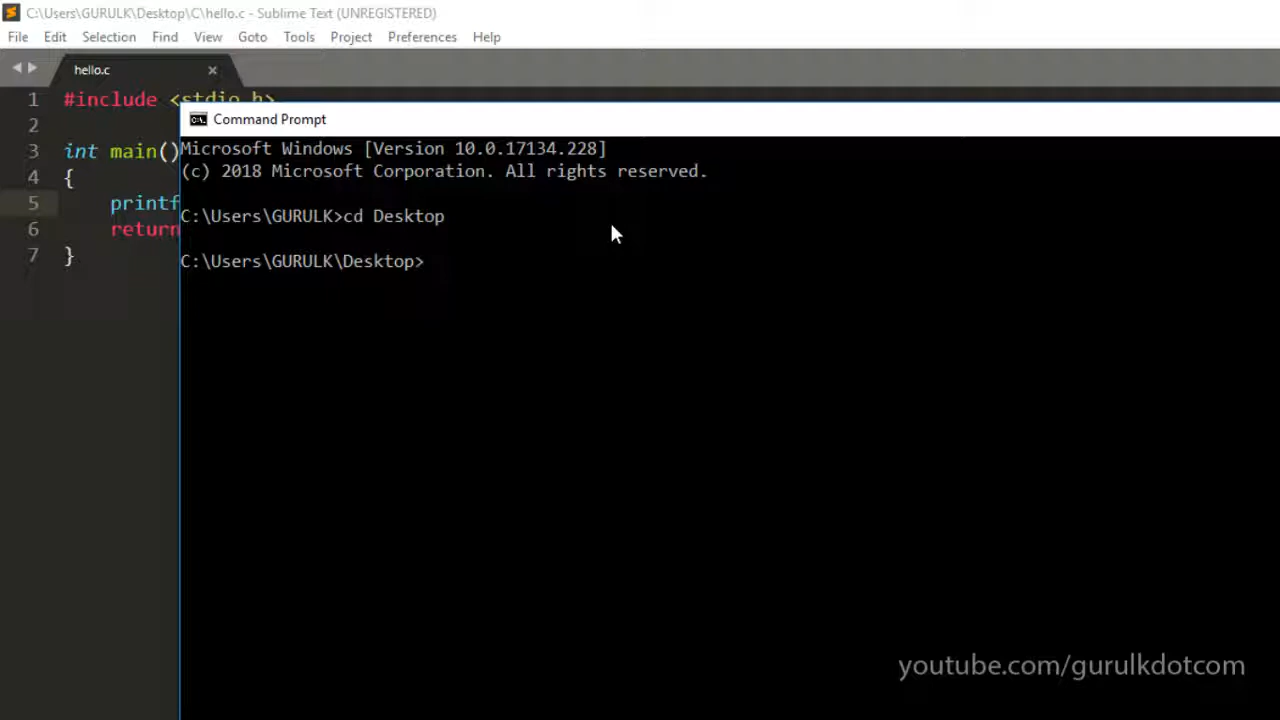 C:\Users\GURULK\Desktop\C\hello.c - Sublime Text (UNREGISTERED)
File Edit Selection Find View Goto Tools Project Preferences Help
hello.c
1 #include <stdio.h>
2
3 int main()
4 {
5 printf
6 return
7 }
Command Prompt
Microsoft Windows [Version 10.0.17134.228]
(c) 2018 Microsoft Corporation. All rights reserved.
C:\Users\GURULK>cd Desktop
C:\Users\GURULK\Desktop>
youtube.com/gurulkdotcom